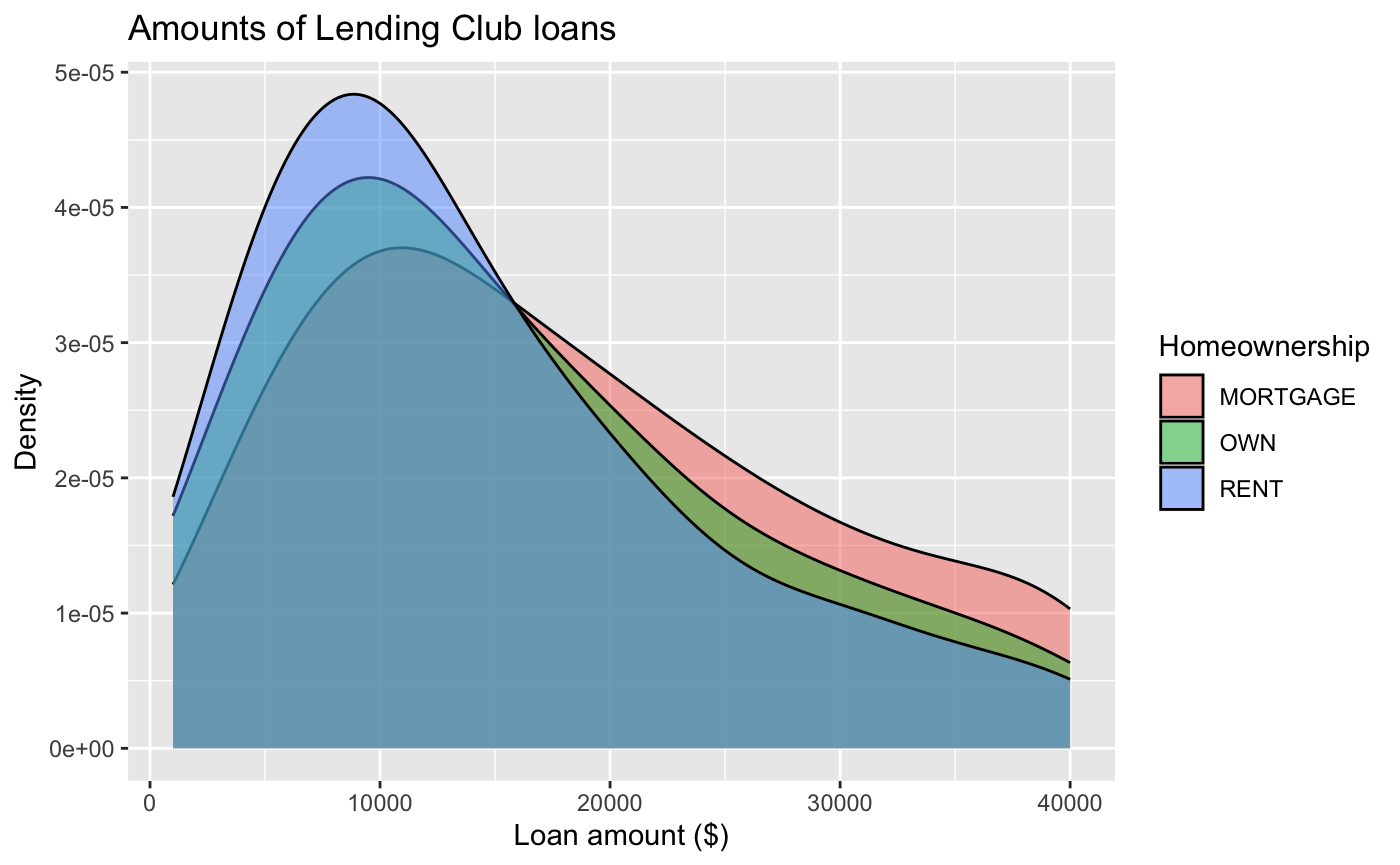 Amounts of Lending Club loans
5e-05
4e-05
3e-05
2e-05
1e-05
0e+00
Density
0
10000
20000
30000
40000
Loan amount ($)
Homeownership
MORTGAGE
OWN
RENT